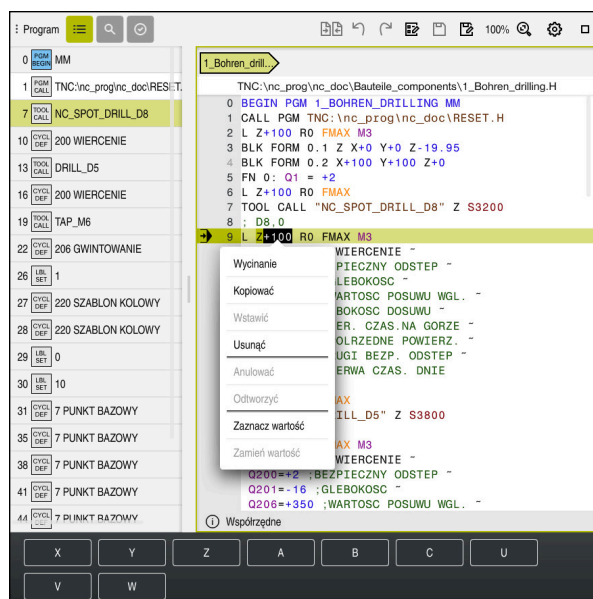 Program
100%
0 PGM BEGIN MM
1 PGM CALL TNC:\nc_prog\nc_doc\RESET.
7 TOOL CALL NC_SPOT_DRILL_D8
10 CYCL DEF 200 WIERCENIE
13 TOOL CALL DRILL_D5
16 CYCL DEF 200 WIERCENIE
19 TOOL CALL TAP_M6
22 CYCL DEF 206 GWINTOWANIE
26 LBL SET 1
27 CYCL DEF 220 SZABLON KOLOWY
28 CYCL DEF 220 SZABLON KOLOWY
29 LBL SET 0
30 LBL SET 10
31 CYCL DEF 7 PUNKT BAZOWY
35 CYCL DEF 7 PUNKT BAZOWY
38 CYCL DEF 7 PUNKT BAZOWY
41 CYCL DEF 7 PUNKT BAZOWY
44 CYCL DEF 7 PUNKT BAZOWY
1_Bohren_drill...
TNC:\nc_prog\nc_doc\Bauteile_components\1_Bohren_drilling.H
0 BEGIN PGM 1_BOHREN_DRILLING MM
1 CALL PGM TNC:\nc_prog\nc_doc\RESET.H
2 L Z+100 R0 FMAX M3
3 BLK FORM 0.1 Z X+0 Y+0 Z-19.95
4 BLK FORM 0.2 X+100 Y+100 Z+0
5 FN 0: Q1 = +2
6 L Z+100 R0 FMAX
7 TOOL CALL "NC_SPOT_DRILL_D8" Z S3200
8 ; D8,0
9 L Z+100 R0 FMAX M3
WIERCENIE ~
PIECZNY ODSTEP ~
LEBOKOSC ~
ARTOSC POSUWU WGL. ~
BOKOSC DOSUWU ~
ER. CZAS.NA GORZE ~
OLRZEDNE POWIERZ. ~
UGI BEZP. ODSTEP ~
ERWA CZAS. DNIE
AX
ILL_D5" Z S3800
AX M3
WIERCENIE ~
Q200=+2 ;BEZPIECZNY ODSTEP ~
Q201=-16 ;GLEBOKOSC ~
Q206=+350 ;WARTOSC POSUWU WGL. ~
Wycinanie
Kopiować
Wstawić
Usunąć
Anulować
Odtworzyć
Zaznacz wartość
Zamień wartość
Współrzędne
X Y Z A B C U
V W